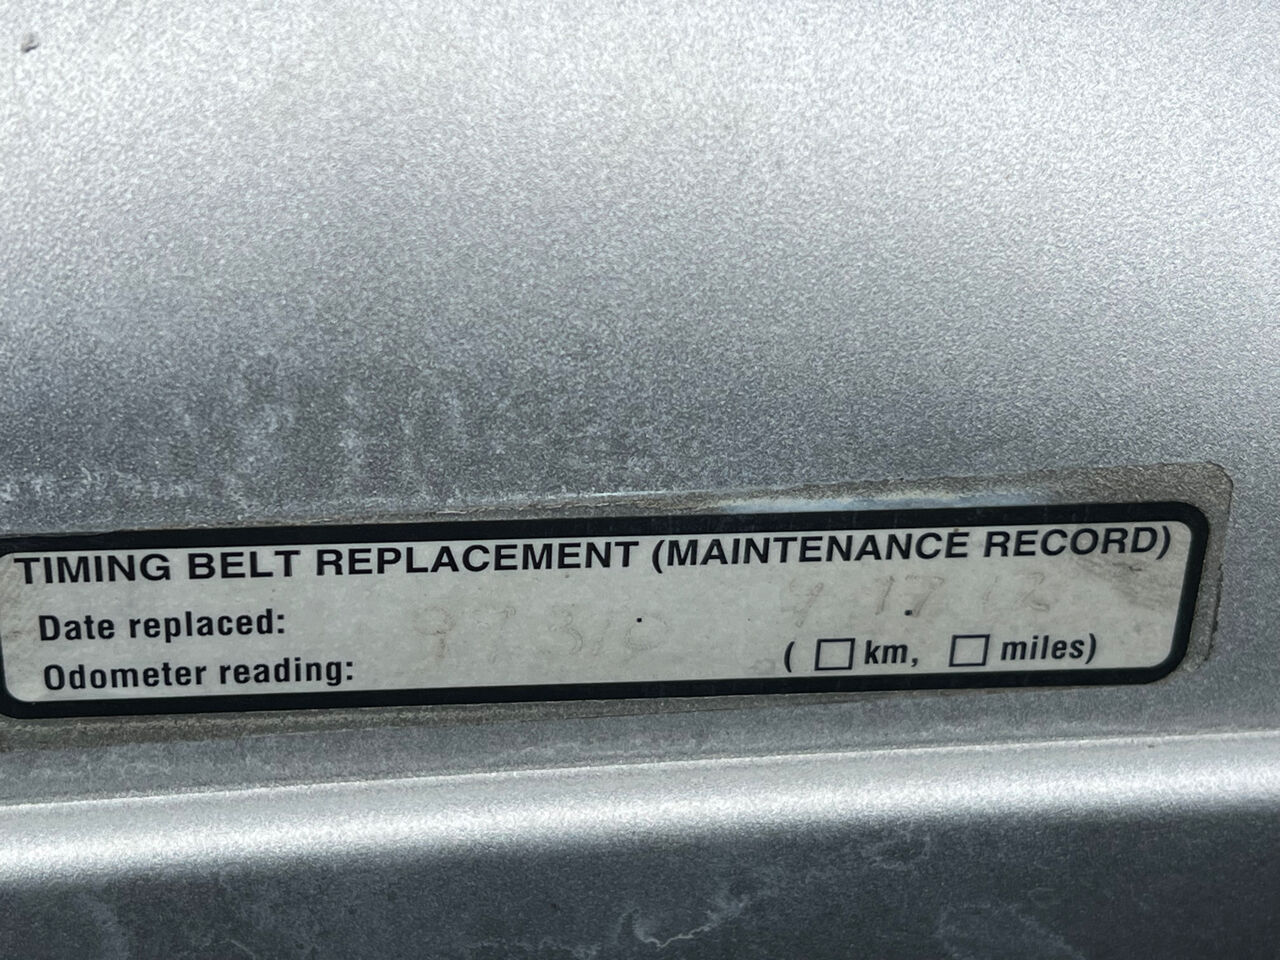 TIMING BELT REPLACEMENT (MAINTENANCE RECORD)
Date replaced:
Odometer reading:
( □ km, □ miles)